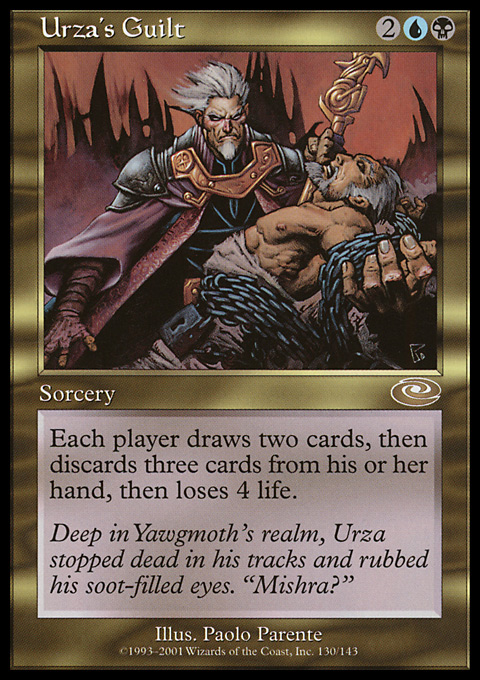 Urza's Guilt 2
Sorcery
Each player draws two cards, then
discards three cards from his or her
hand, then loses 4 life.
Deep in Yawgmoth's realm, Urza
stopped dead in his tracks and rubbed
his soot-filled eyes. “Mishra?”
Illus. Paolo Parente
©1993–2001 Wizards of the Coast, Inc. 130/143